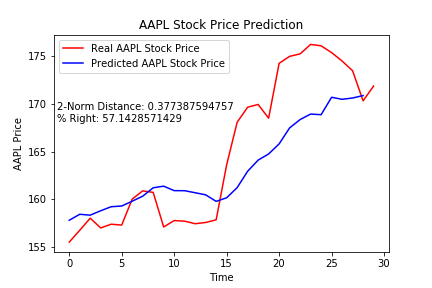 AAPL Stock Price Prediction
Real AAPL Stock Price
Predicted AAPL Stock Price
2-Norm Distance: 0.377387594757
% Right: 57.1428571429
AAPL Price
175
170
165
160
155
0 5 10 15 20 25 30
Time